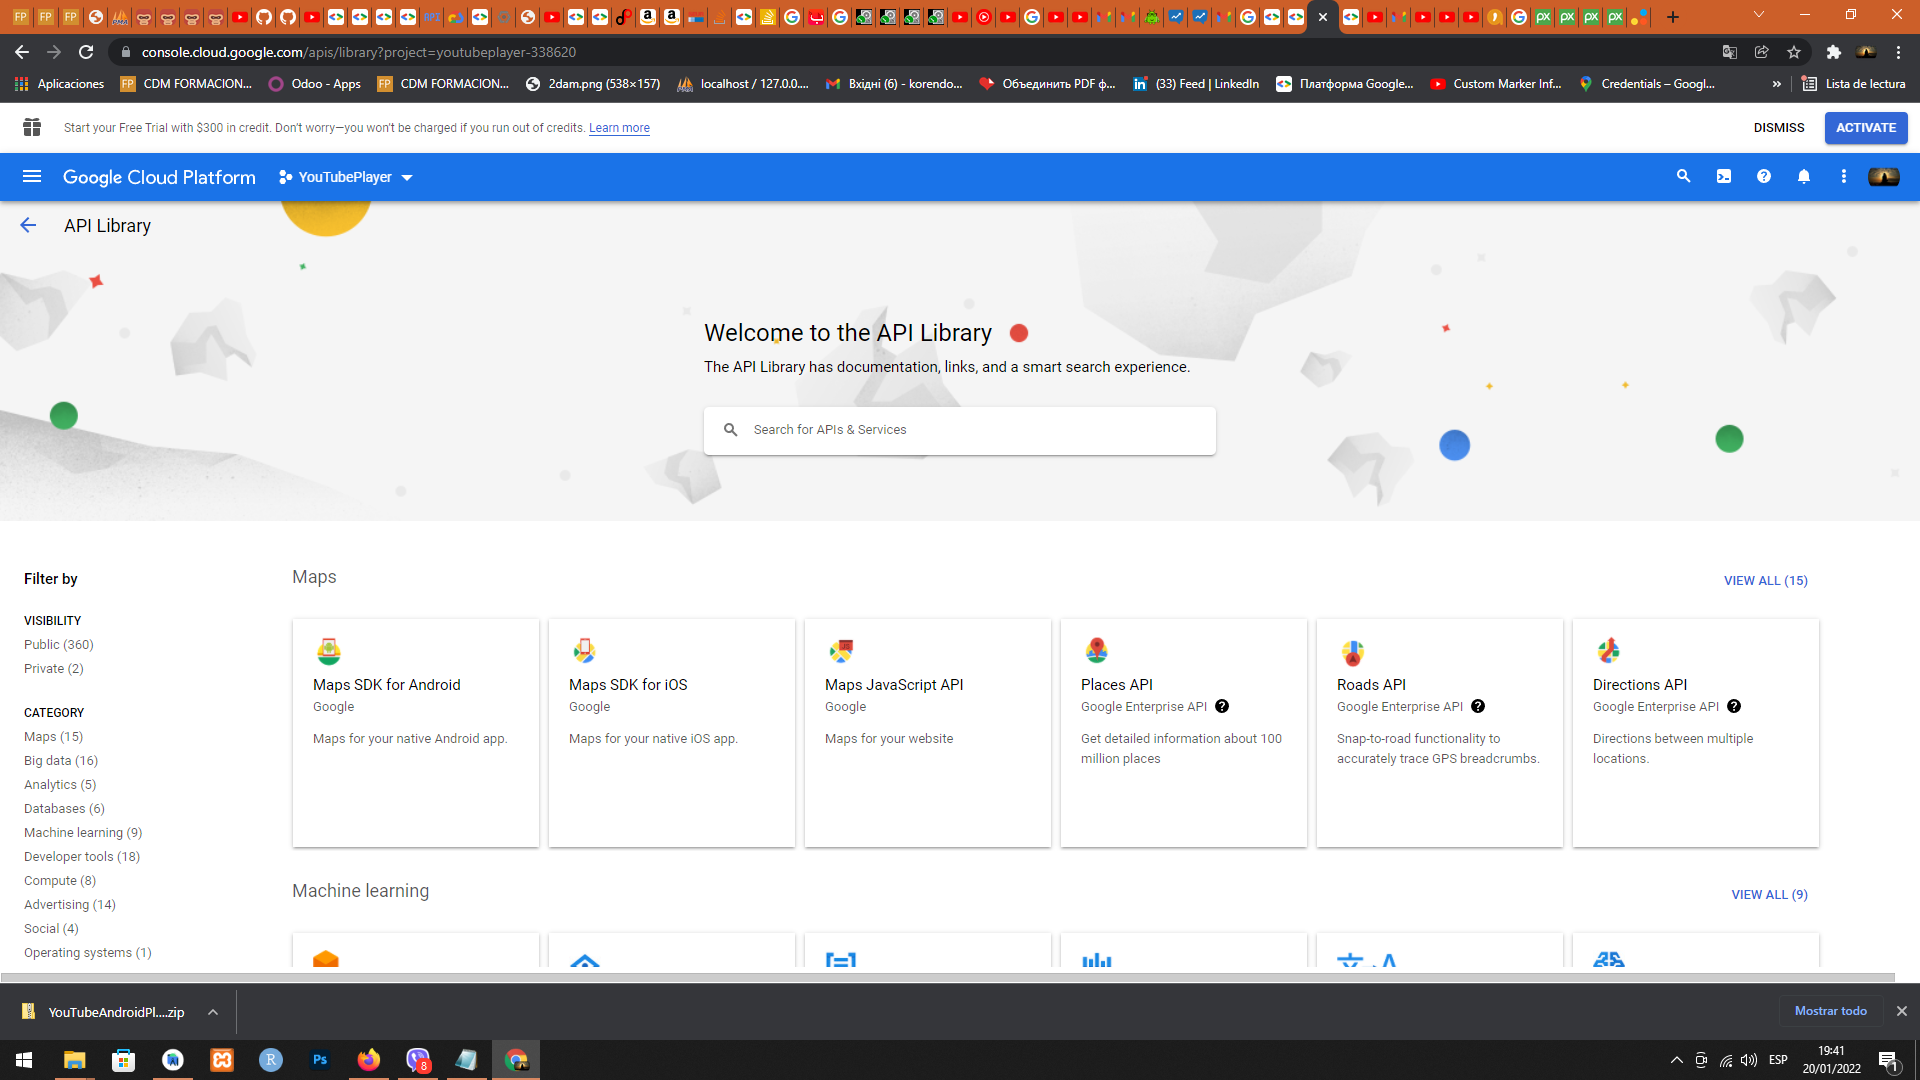 console.cloud.google.com/apis/library?project=youtubeplayer-338620
Aplicaciones
CDM FORMACION...
Odoo - Apps
CDM FORMACION...
2dam.png (538×157)
localhost / 127.0.0....
Вхідні (6) - korendo...
Объединить PDF ф...
(33) Feed | LinkedIn
Платформа Google...
Custom Marker Inf...
Credentials – Googl...
»
Lista de lectura
Start your Free Trial with $300 in credit. Don't worry—you won't be charged if you run out of credits. Learn more
DISMISS
ACTIVATE
Google Cloud Platform
YouTubePlayer
API Library
Welcome to the API Library
The API Library has documentation, links, and a smart search experience.
Search for APIs & Services
Filter by
VISIBILITY
Public (360)
Private (2)
CATEGORY
Maps (15)
Big data (16)
Analytics (5)
Databases (6)
Machine learning (9)
Developer tools (18)
Compute (8)
Advertising (14)
Social (4)
Operating systems (1)
Maps
VIEW ALL (15)
Maps SDK for Android
Google
Maps for your native Android app.
Maps SDK for iOS
Google
Maps for your native iOS app.
Maps JavaScript API
Google
Maps for your website
Places API
Google Enterprise API
Get detailed information about 100
million places
Roads API
Google Enterprise API
Snap-to-road functionality to
accurately trace GPS breadcrumbs.
Directions API
Google Enterprise API
Directions between multiple
locations.
Machine learning
VIEW ALL (9)
YouTubeAndroidPl....zip
Mostrar todo
R
Ps
8
ESP
19:41
20/01/2022
1